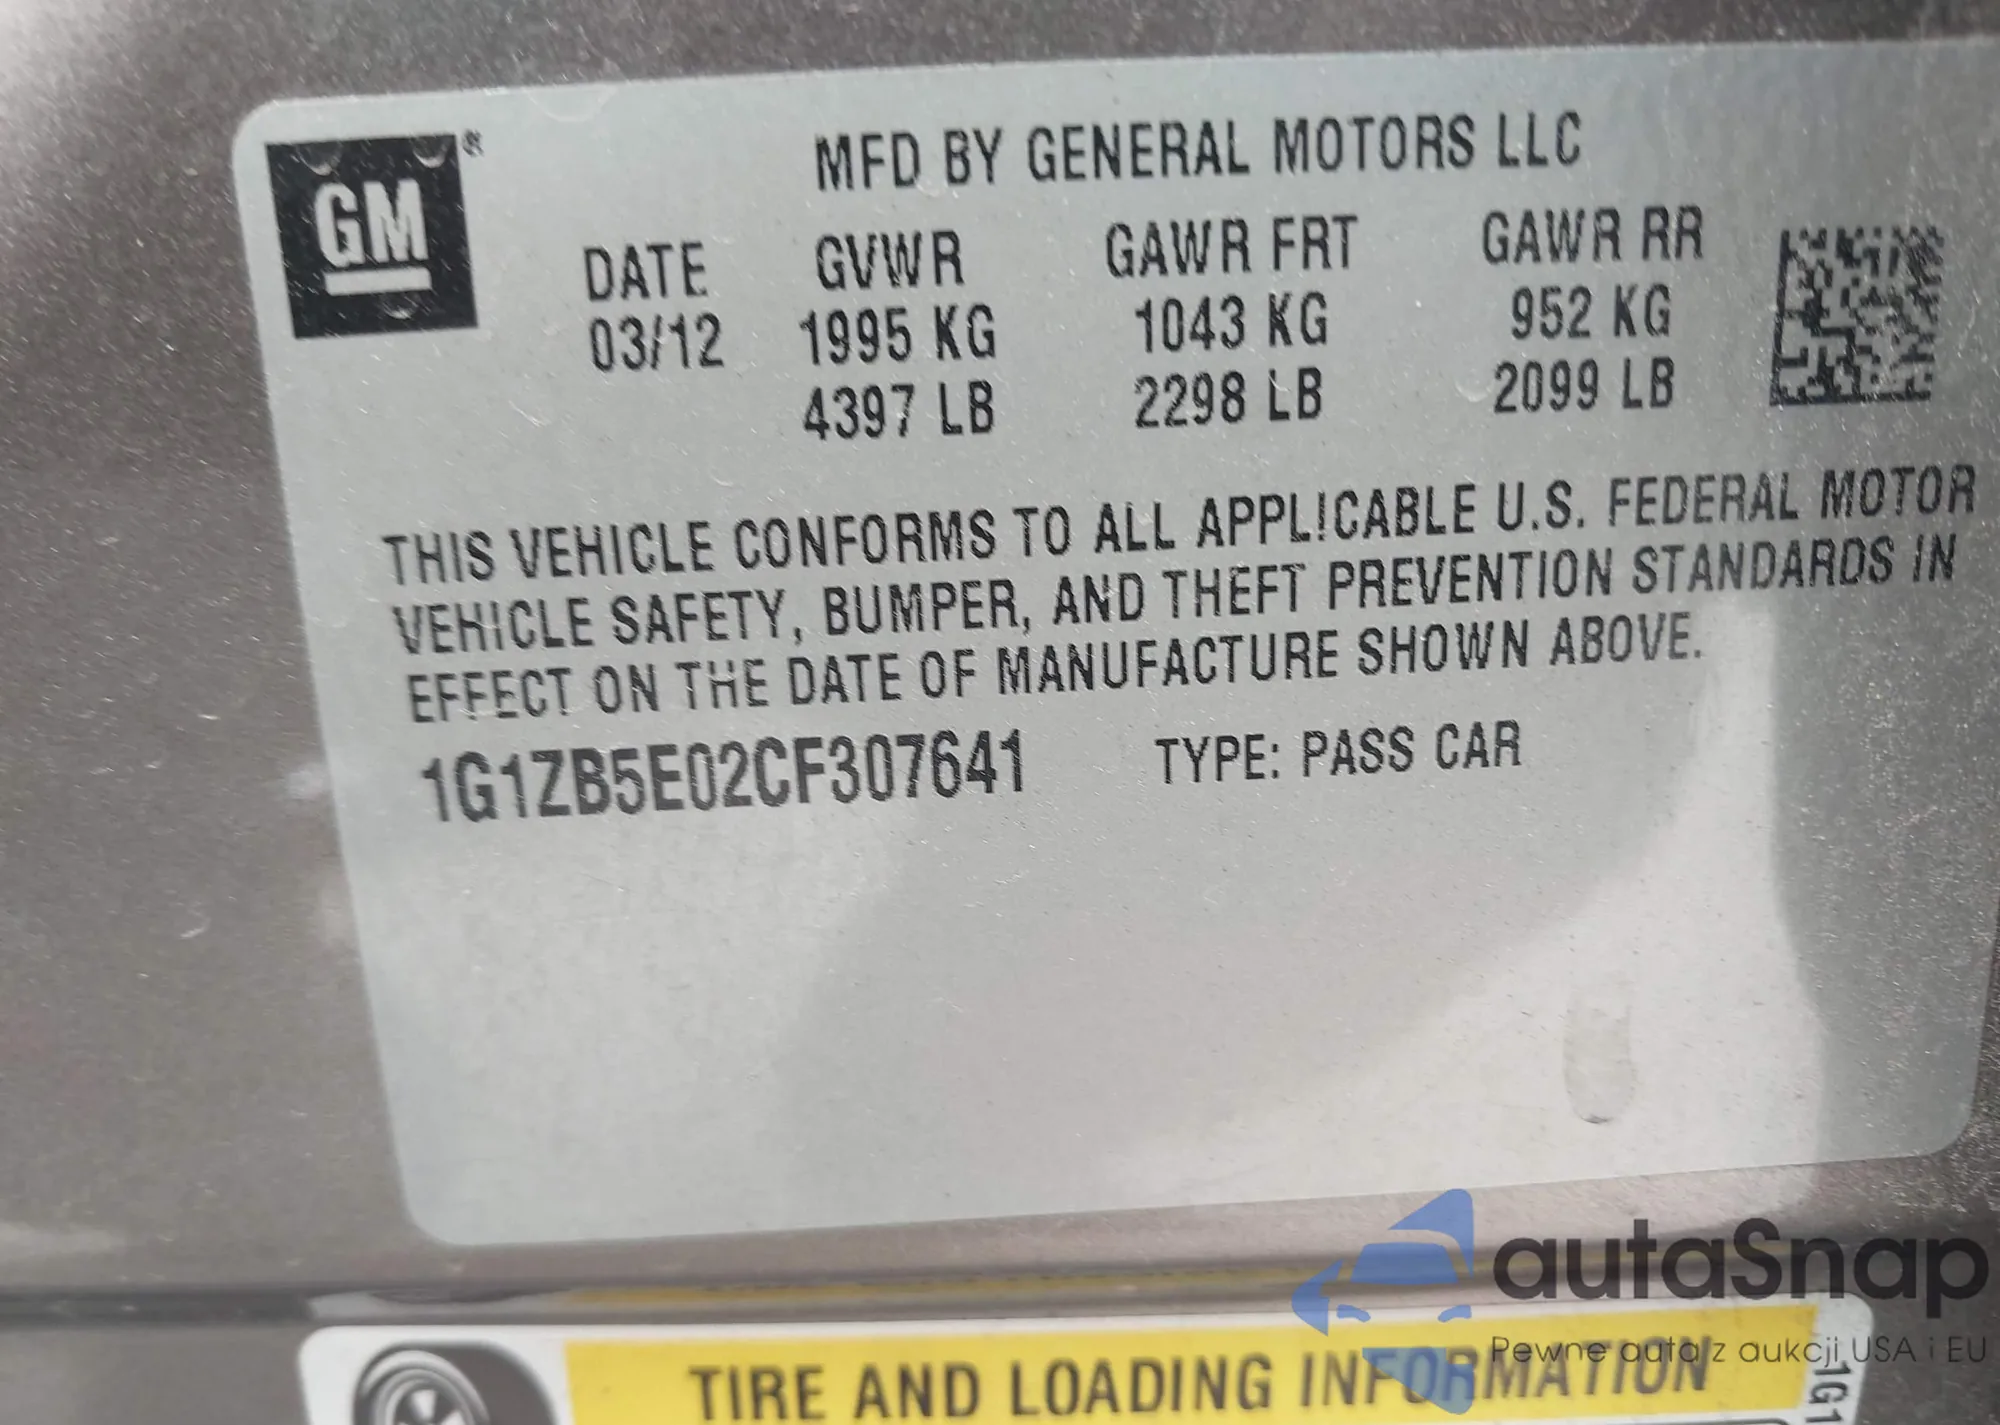 GM®
MFD BY GENERAL MOTORS LLC
DATE GVWR GAWR FRT GAWR RR
03/12 1995 KG 1043 KG 952 KG
4397 LB 2298 LB 2099 LB
THIS VEHICLE CONFORMS TO ALL APPLICABLE U.S. FEDERAL MOTOR
VEHICLE SAFETY, BUMPER, AND THEFT PREVENTION STANDARDS IN
EFFECT ON THE DATE OF MANUFACTURE SHOWN ABOVE.
1G1ZB5E02CF307641 TYPE: PASS CAR
autaSnap
Pewne auta z aukcji USA i EU
TIRE AND LOADING INFORMATION
1G1